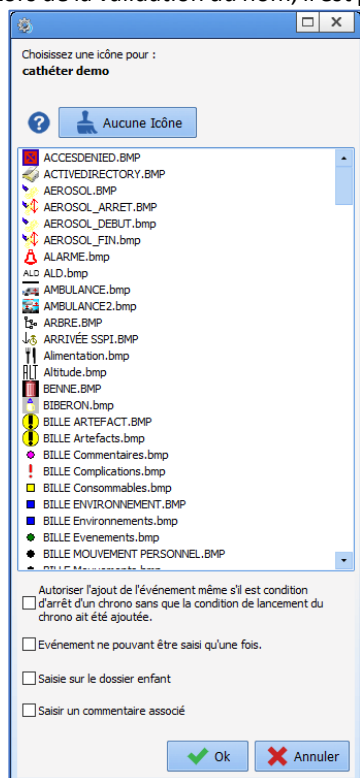 Choisissez une icône pour :
cathéter demo
Aucune Icône
ACCESDENIED.BMP
ACTIVEDIRECTORY.BMP
AEROSOL.BMP
AEROSOL_ARRET.BMP
AEROSOL_DEBUT.bmp
AEROSOL_FIN.bmp
ALARME.bmp
ALD ALD.bmp
AMBULANCE.bmp
AMBULANCE2.bmp
ARBRE.BMP
ARRIVÉE SSPI.BMP
Alimentation.bmp
ALT Altitude.bmp
BENNE.BMP
BIBERON.bmp
BILLE ARTEFACT.BMP
BILLE Artefacts.bmp
BILLE Commentaires.bmp
BILLE Complications.bmp
BILLE Consommables.bmp
BILLE ENVIRONNEMENT.BMP
BILLE Environnements.bmp
BILLE Evenements.bmp
BILLE MOUVEMENT PERSONNEL.BMP
Autoriser l'ajout de l'événement même s'il est condition
d'arrêt d'un chrono sans que la condition de lancement du
chrono ait été ajoutée.
Evénement ne pouvant être saisi qu'une fois.
Saisie sur le dossier enfant
Saisir un commentaire associé
Ok Annuler